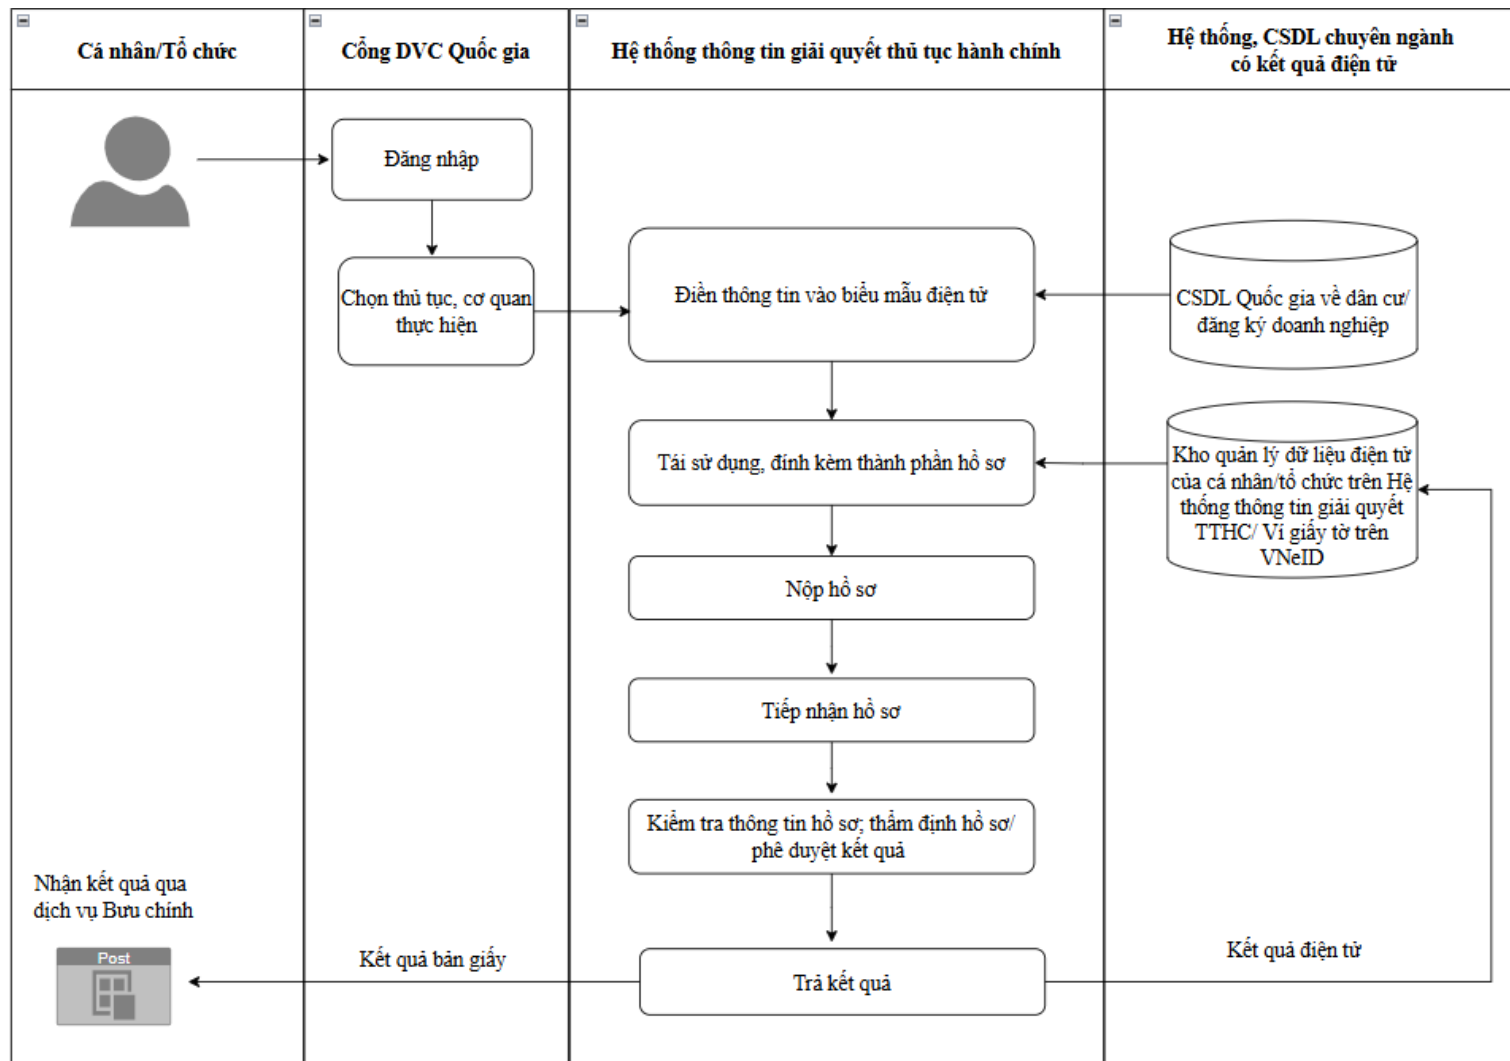 Cá nhân/Tổ chức
Cổng DVC Quốc gia
Hệ thống thông tin giải quyết thủ tục hành chính
Hệ thống, CSDL chuyên ngành
có kết quả điện tử
Đăng nhập
Chọn thủ tục, cơ quan
thực hiện
Điền thông tin vào biểu mẫu điện tử
CSDL Quốc gia về dân cư/
đăng ký doanh nghiệp
Tái sử dụng, đính kèm thành phần hồ sơ
Kho quản lý dữ liệu điện tử
của cá nhân/tổ chức trên Hệ
thống thông tin giải quyết
TTHC/ Ví giấy tờ trên
VNeID
Nộp hồ sơ
Tiếp nhận hồ sơ
Kiểm tra thông tin hồ sơ; thẩm định hồ sơ/
phê duyệt kết quả
Nhận kết quả qua
dịch vụ Bưu chính
Post
Kết quả bản giấy
Trả kết quả
Kết quả điện tử